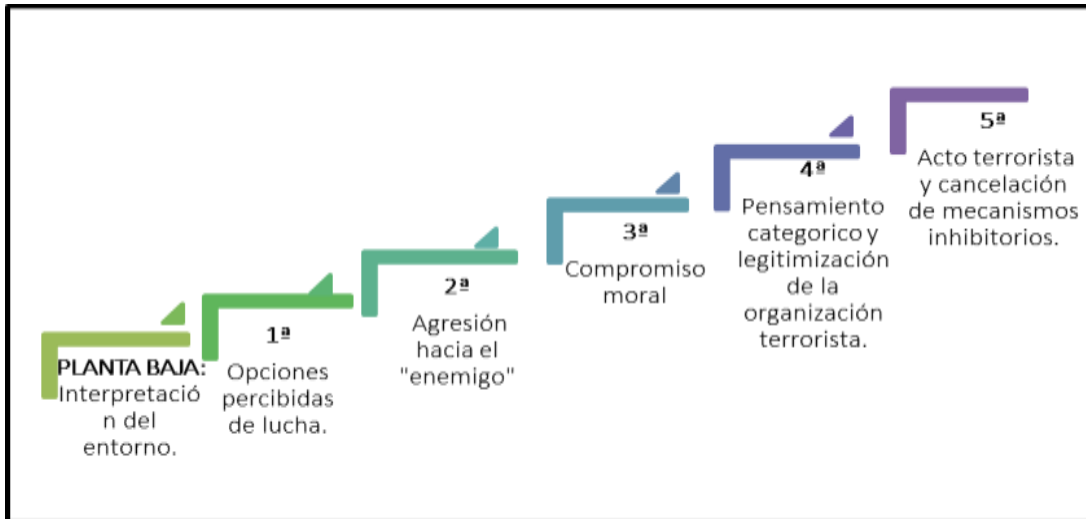 PLANTA BAJA:
Interpretació
n del
entorno.
1ª
Opciones
percibidas
de lucha.
2ª
Agresión
hacia el
"enemigo"
3ª
Compromiso
moral
4ª
Pensamiento
categorico y
legitimización
de la
organización
terrorista.
5ª
Acto terrorista
y cancelación
de mecanismos
inhibitorios.